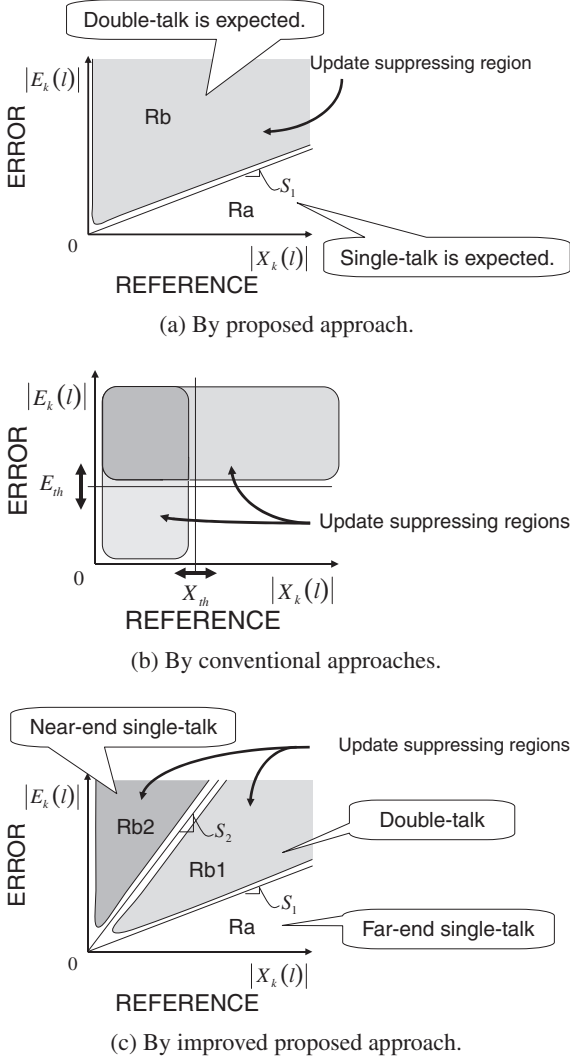 Double-talk is expected.
Update suppressing region
|E_k(l)|
ERROR
Rb
S_1
Ra
0
|X_k(l)|
Single-talk is expected.
REFERENCE
(a) By proposed approach.
|E_k(l)|
ERROR
E_th
Update suppressing regions
0
X_th
|X_k(l)|
REFERENCE
(b) By conventional approaches.
Near-end single-talk
Update suppressing regions
|E_k(l)|
ERROR
Rb2
S_2
Double-talk
Rb1
S_1
Ra
Far-end single-talk
0
|X_k(l)|
REFERENCE
(c) By improved proposed approach.